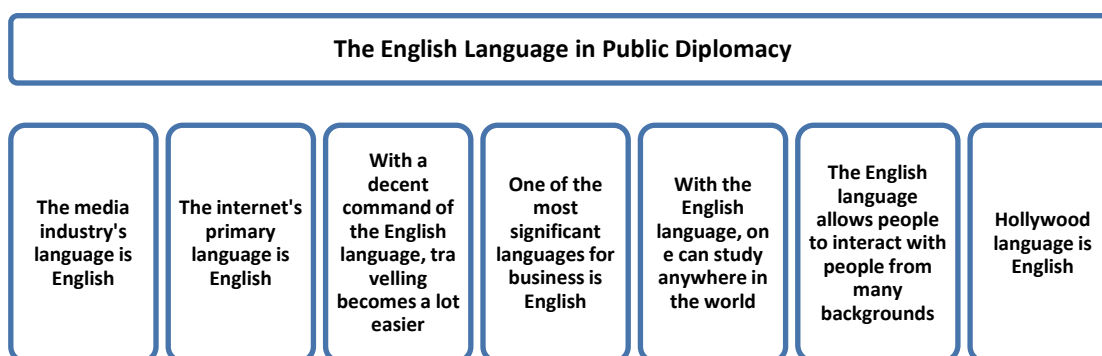 The English Language in Public Diplomacy
The media
industry's
language is
English
The internet's
primary
language is
English
With a
decent
command of
the English
language, tra
velling
becomes a lot
easier
One of the
most
significant
languages for
business is
English
With the
English
language, on
e can study
anywhere in
the world
The English
language
allows people
to interact with
people from
many
backgrounds
Hollywood
language is
English